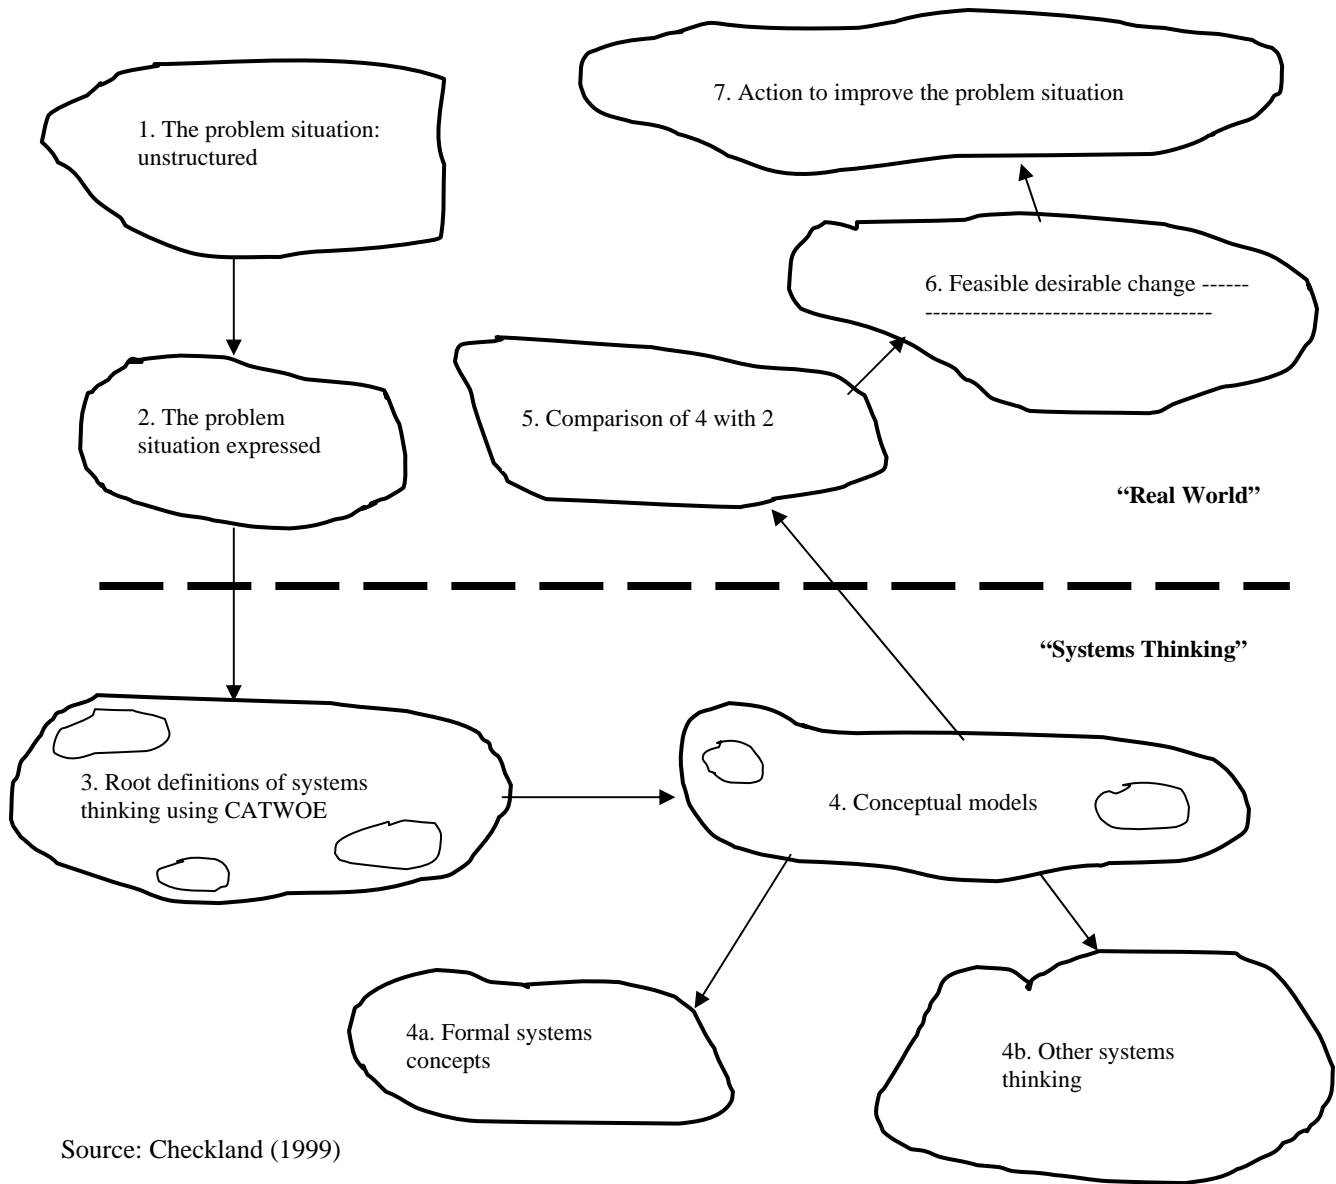 7. Action to improve the problem situation
1. The problem situation:
unstructured
6. Feasible desirable change ------
------------------------------------
2. The problem
situation expressed
5. Comparison of 4 with 2
“Real World”
“Systems Thinking”
3. Root definitions of systems
thinking using CATWOE
4. Conceptual models
4a. Formal systems
concepts
4b. Other systems
thinking
Source: Checkland (1999)